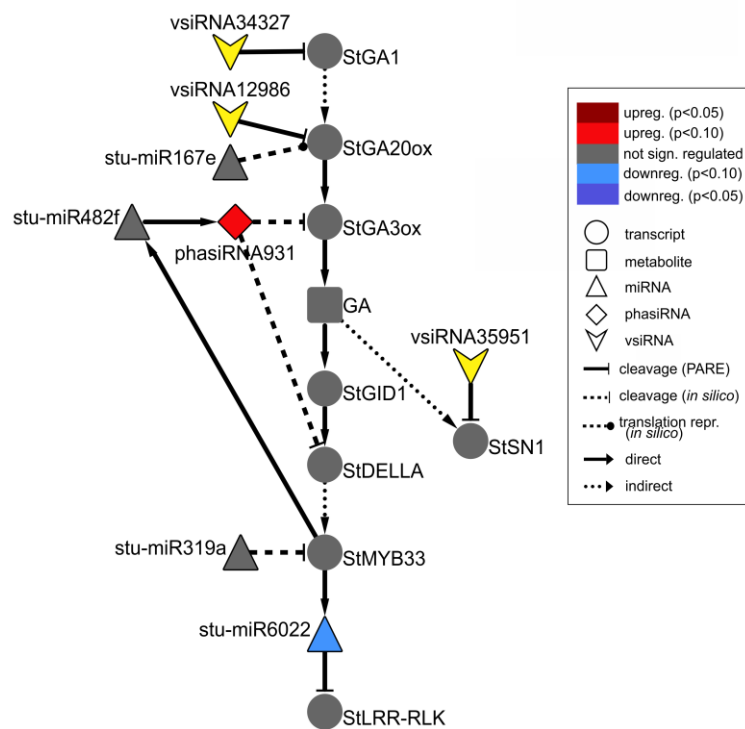 vsiRNA34327
StGA1
vsiRNA12986
StGA20ox
stu-miR167e
stu-miR482f
StGA3ox
phasiRNA931
GA
vsiRNA35951
StGID1
StSN1
StDELLA
stu-miR319a
StMYB33
stu-miR6022
StLRR-RLK
upreg. (p<0.05)
upreg. (p<0.10)
not sign. regulated
downreg. (p<0.10)
downreg. (p<0.05)
transcript
metabolite
miRNA
phasiRNA
vsiRNA
cleavage (PARE)
cleavage (in silico)
translation repr.
(in silico)
direct
indirect